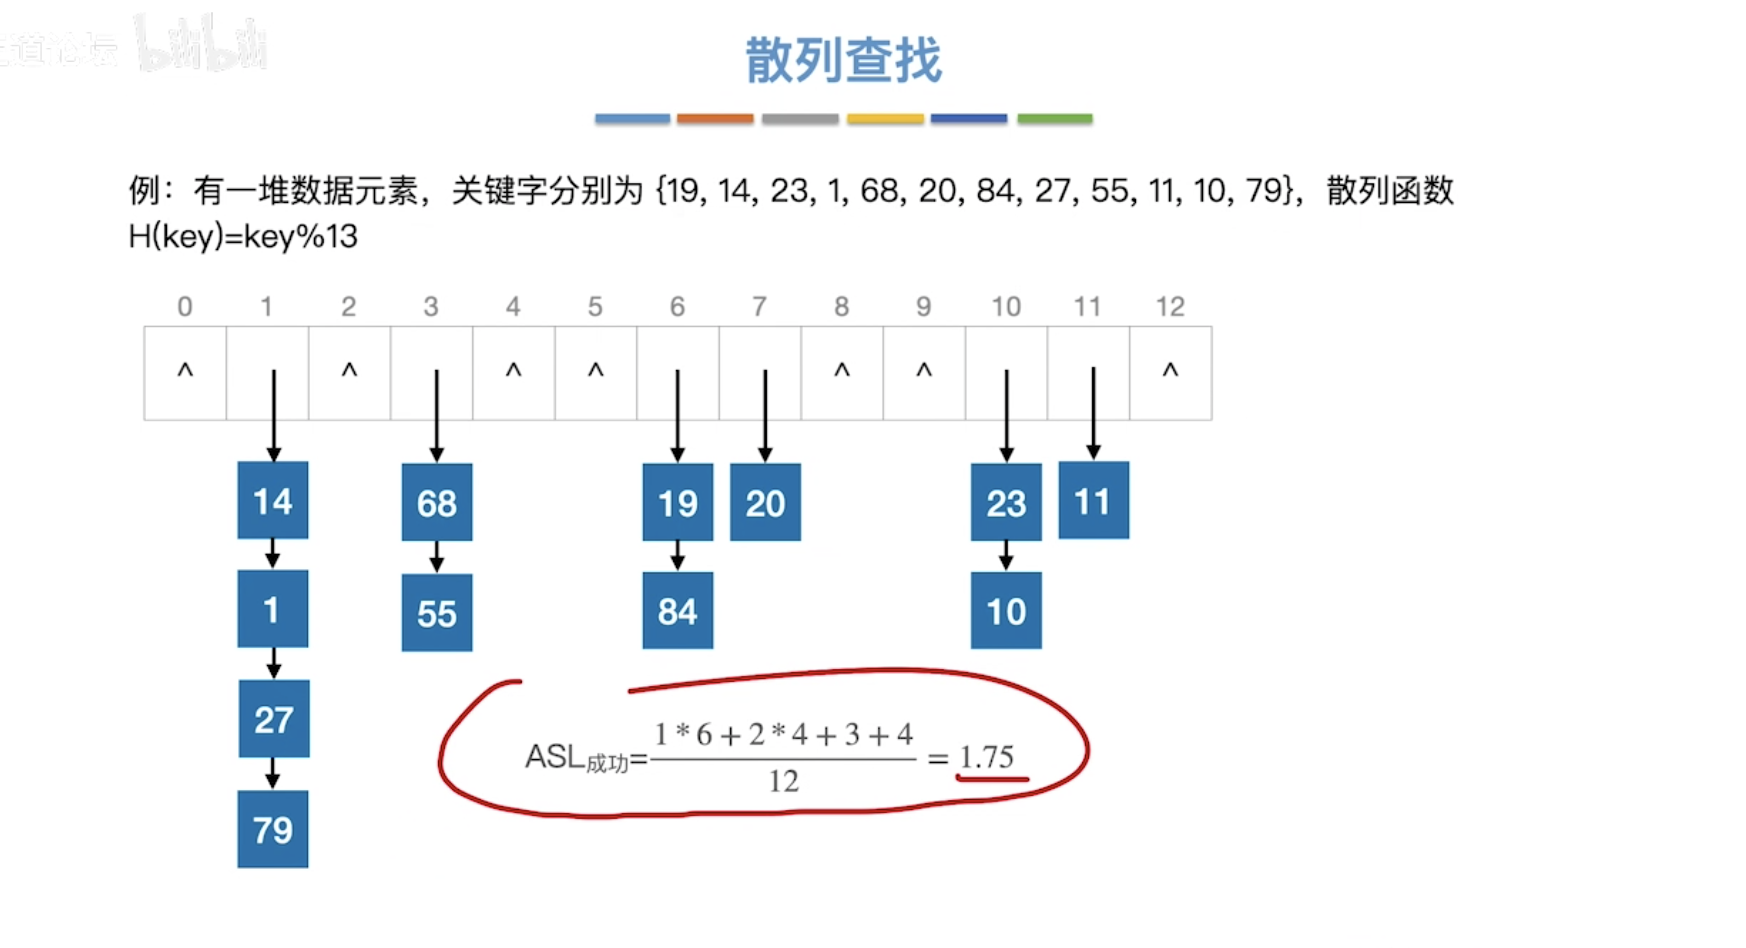 道论坛 bilibili
散列查找
例：有一堆数据元素，关键字分别为 {19, 14, 23, 1, 68, 20, 84, 27, 55, 11, 10, 79}，散列函数
H(key)=key%13
0 1 2 3 4 5 6 7 8 9 10 11 12
^ ^ ^ ^ ^ ^ ^
14 68 19 20 23 11
1 55 84 10
27
79
ASL成功=
1 * 6 + 2 * 4 + 3 + 4
12
= 1.75